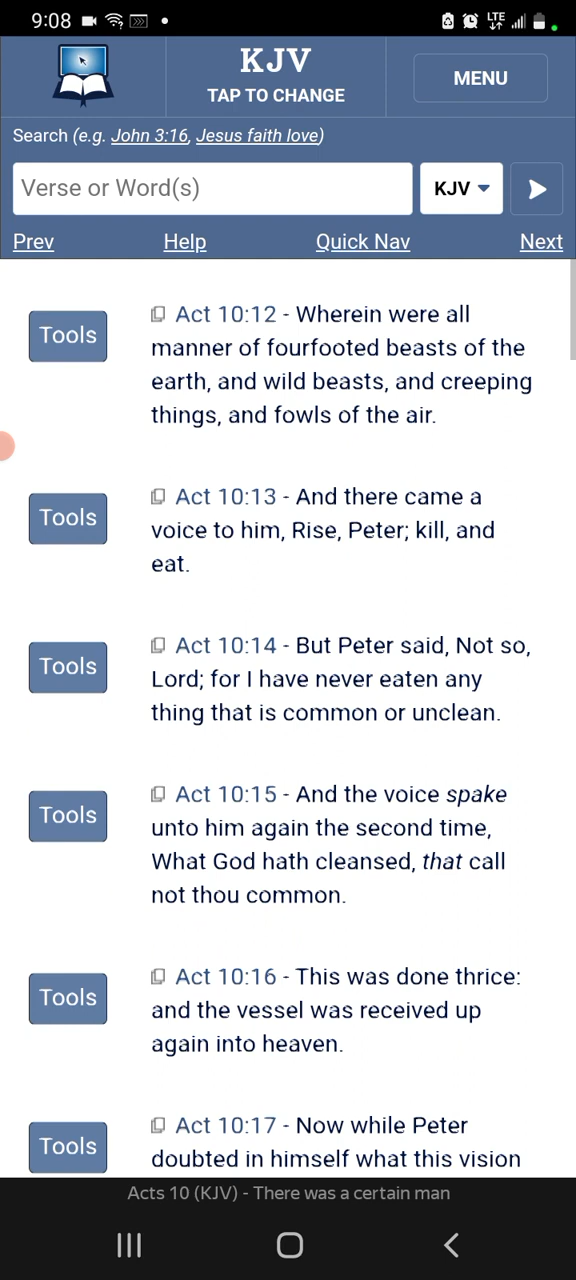 9:08
LTE
KJV
TAP TO CHANGE
MENU
Search (e.g. John 3:16, Jesus faith love)
Verse or Word(s)
KJV
Prev
Help
Quick Nav
Next
Tools
Act 10:12 - Wherein were all
manner of fourfooted beasts of the
earth, and wild beasts, and creeping
things, and fowls of the air.
Tools
Act 10:13 - And there came a
voice to him, Rise, Peter; kill, and
eat.
Tools
Act 10:14 - But Peter said, Not so,
Lord; for I have never eaten any
thing that is common or unclean.
Tools
Act 10:15 - And the voice spake
unto him again the second time,
What God hath cleansed, that call
not thou common.
Tools
Act 10:16 - This was done thrice:
and the vessel was received up
again into heaven.
Tools
Act 10:17 - Now while Peter
doubted in himself what this vision
Acts 10 (KJV) - There was a certain man